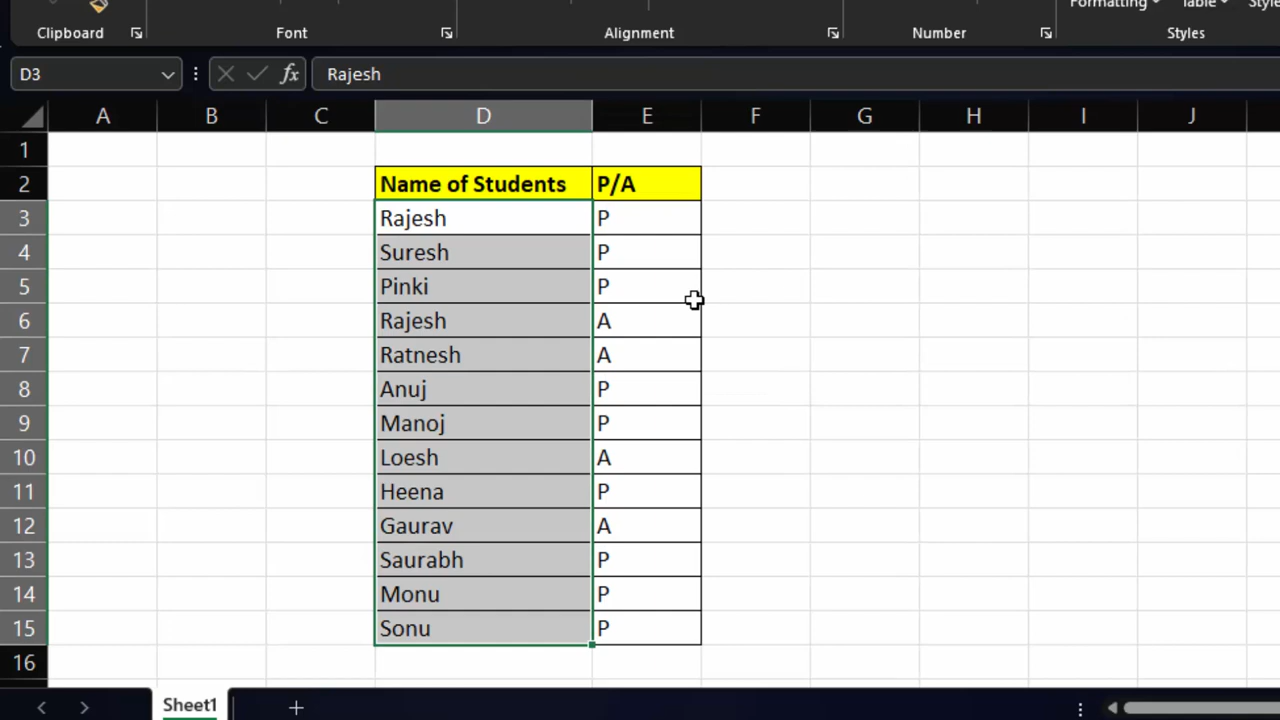 Formatting Table Style
Clipboard Font Alignment Number Styles
D3 fx Rajesh
A B C D E F G H I J
1
2 Name of Students P/A
3 Rajesh P
4 Suresh P
5 Pinki P
6 Rajesh A
7 Ratnesh A
8 Anuj P
9 Manoj P
10 Loesh A
11 Heena P
12 Gaurav A
13 Saurabh P
14 Monu P
15 Sonu P
16
Sheet1